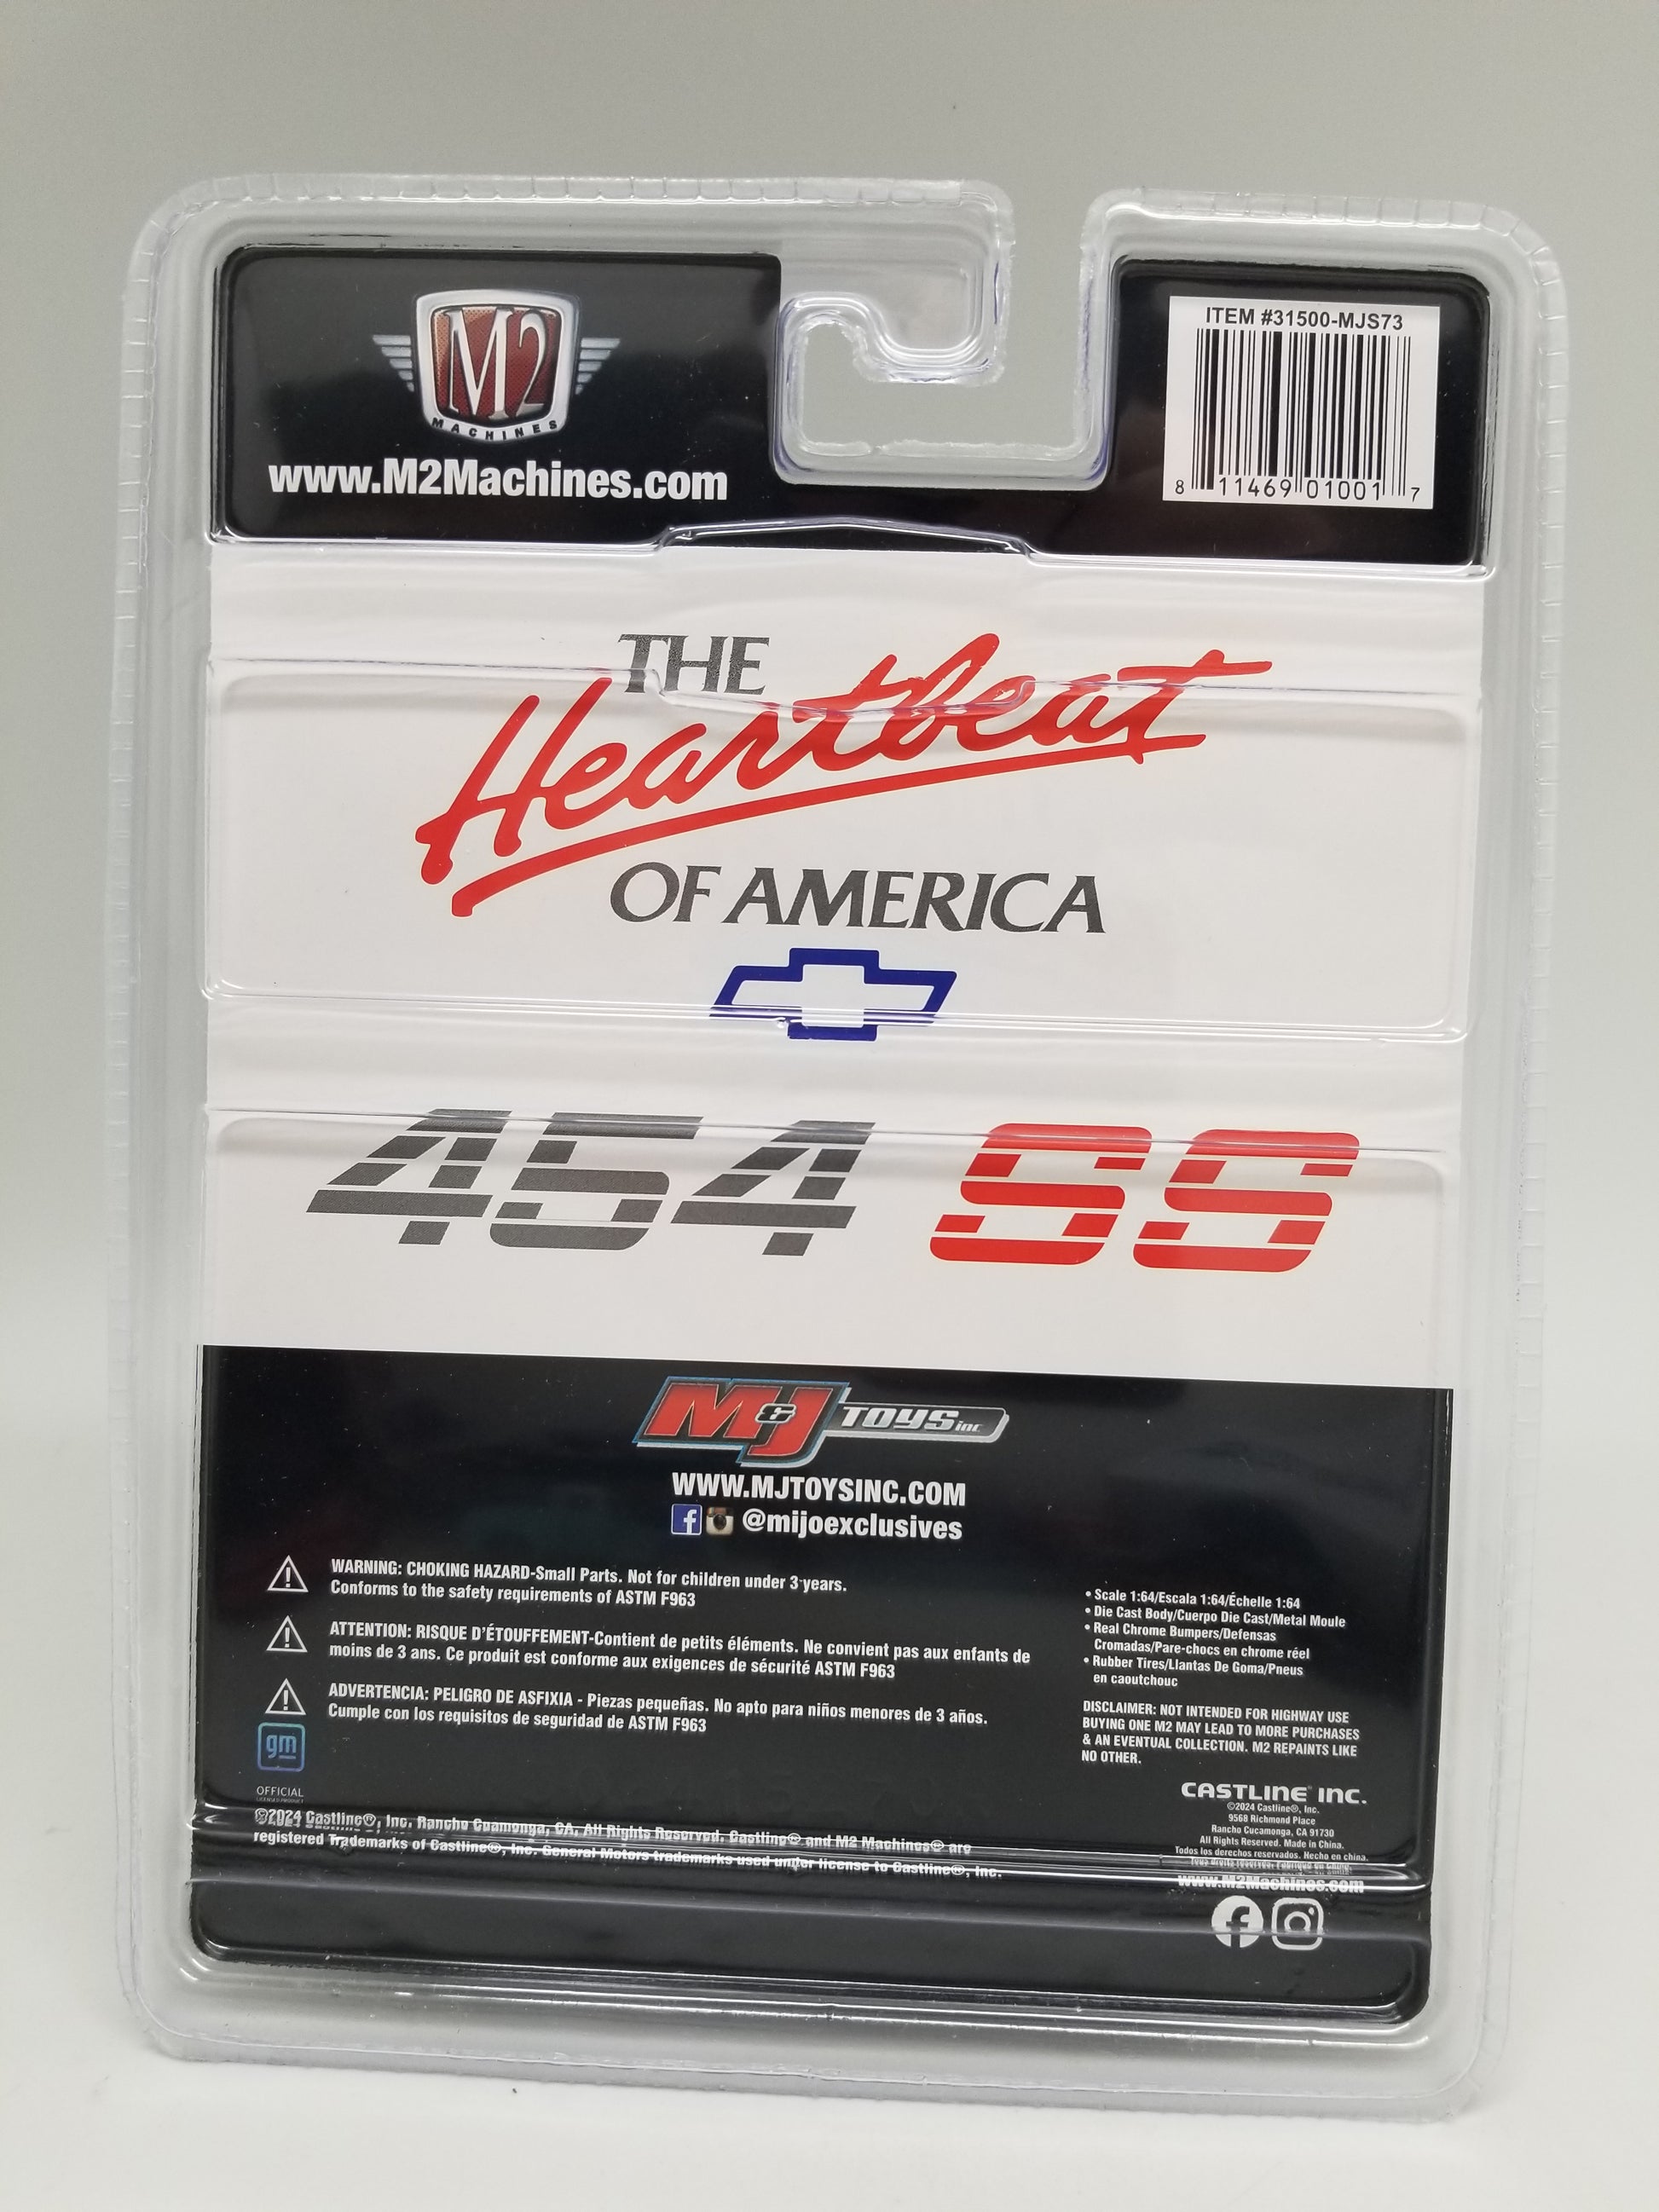 M2
MACHINES
www.M2Machines.com
ITEM #31500-MJS73
8 11469 01001 7
THE
Heartbeat
OF AMERICA
454 SS
M&J TOYS inc
WWW.MJTOYSINC.COM
@mijoexclusives
WARNING: CHOKING HAZARD-Small Parts. Not for children under 3 years.
Conforms to the safety requirements of ASTM F963
ATTENTION: RISQUE D'ÉTOUFFEMENT-Contient de petits éléments. Ne convient pas aux enfants de
moins de 3 ans. Ce produit est conforme aux exigences de sécurité ASTM F963
ADVERTENCIA: PELIGRO DE ASFIXIA - Piezas pequeñas. No apto para niños menores de 3 años.
Cumple con los requisitos de seguridad de ASTM F963
gm
OFFICIAL
LICENSED PRODUCT
©2024 Castline®, Inc. Rancho Cucamonga, CA, All Rights Reserved. Castline® and M2 Machines® are
registered Trademarks of Castline®, Inc. General Motors trademarks used under license to Castline®, Inc.
• Scale 1:64/Escala 1:64/Échelle 1:64
• Die Cast Body/Cuerpo Die Cast/Metal Moule
• Real Chrome Bumpers/Defensas
Cromadas/Pare-chocs en chrome réel
• Rubber Tires/Llantas De Goma/Pneus
en caoutchouc
DISCLAIMER: NOT INTENDED FOR HIGHWAY USE
BUYING ONE M2 MAY LEAD TO MORE PURCHASES
& AN EVENTUAL COLLECTION. M2 REPAINTS LIKE
NO OTHER.
CASTLINE INC.
©2024 Castline®, Inc.
9568 Richmond Place
Rancho Cucamonga, CA 91730
All Rights Reserved. Made in China.
Todos los derechos reservados. Hecho en china.
www.M2Machines.com